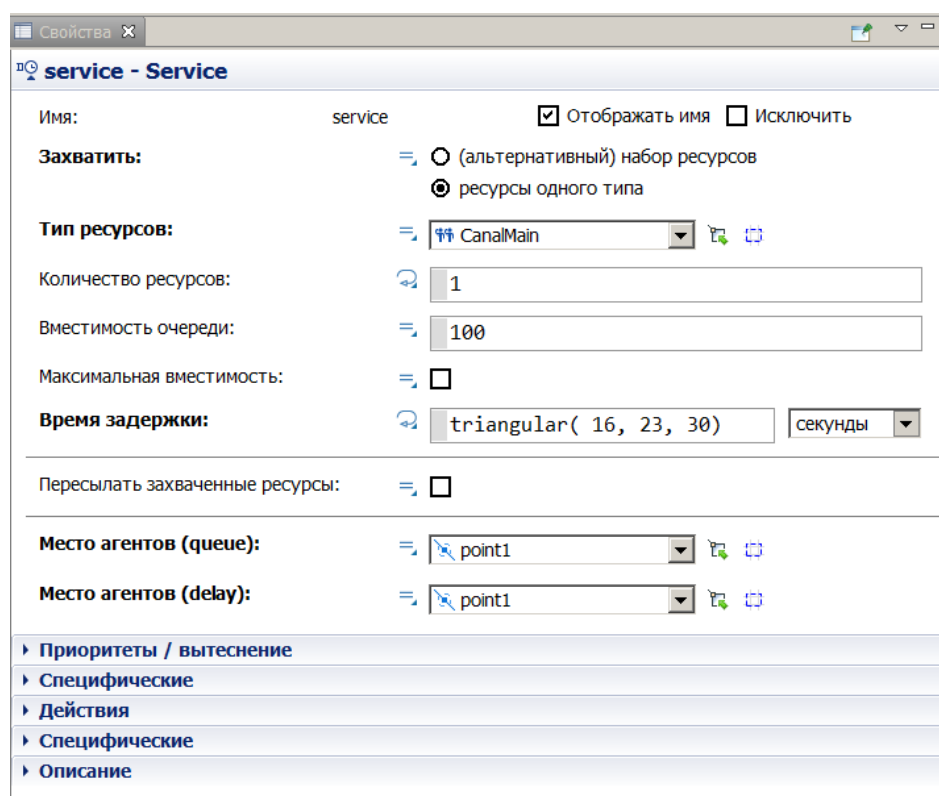 Свойства
service - Service
Имя: service Отображать имя Исключить
Захватить: (альтернативный) набор ресурсов
ресурсы одного типа
Тип ресурсов: CanalMain
Количество ресурсов: 1
Вместимость очереди: 100
Максимальная вместимость:
Время задержки: triangular( 16, 23, 30) секунды
Пересылать захваченные ресурсы:
Место агентов (queue): point1
Место агентов (delay): point1
Приоритеты / вытеснение
Специфические
Действия
Специфические
Описание